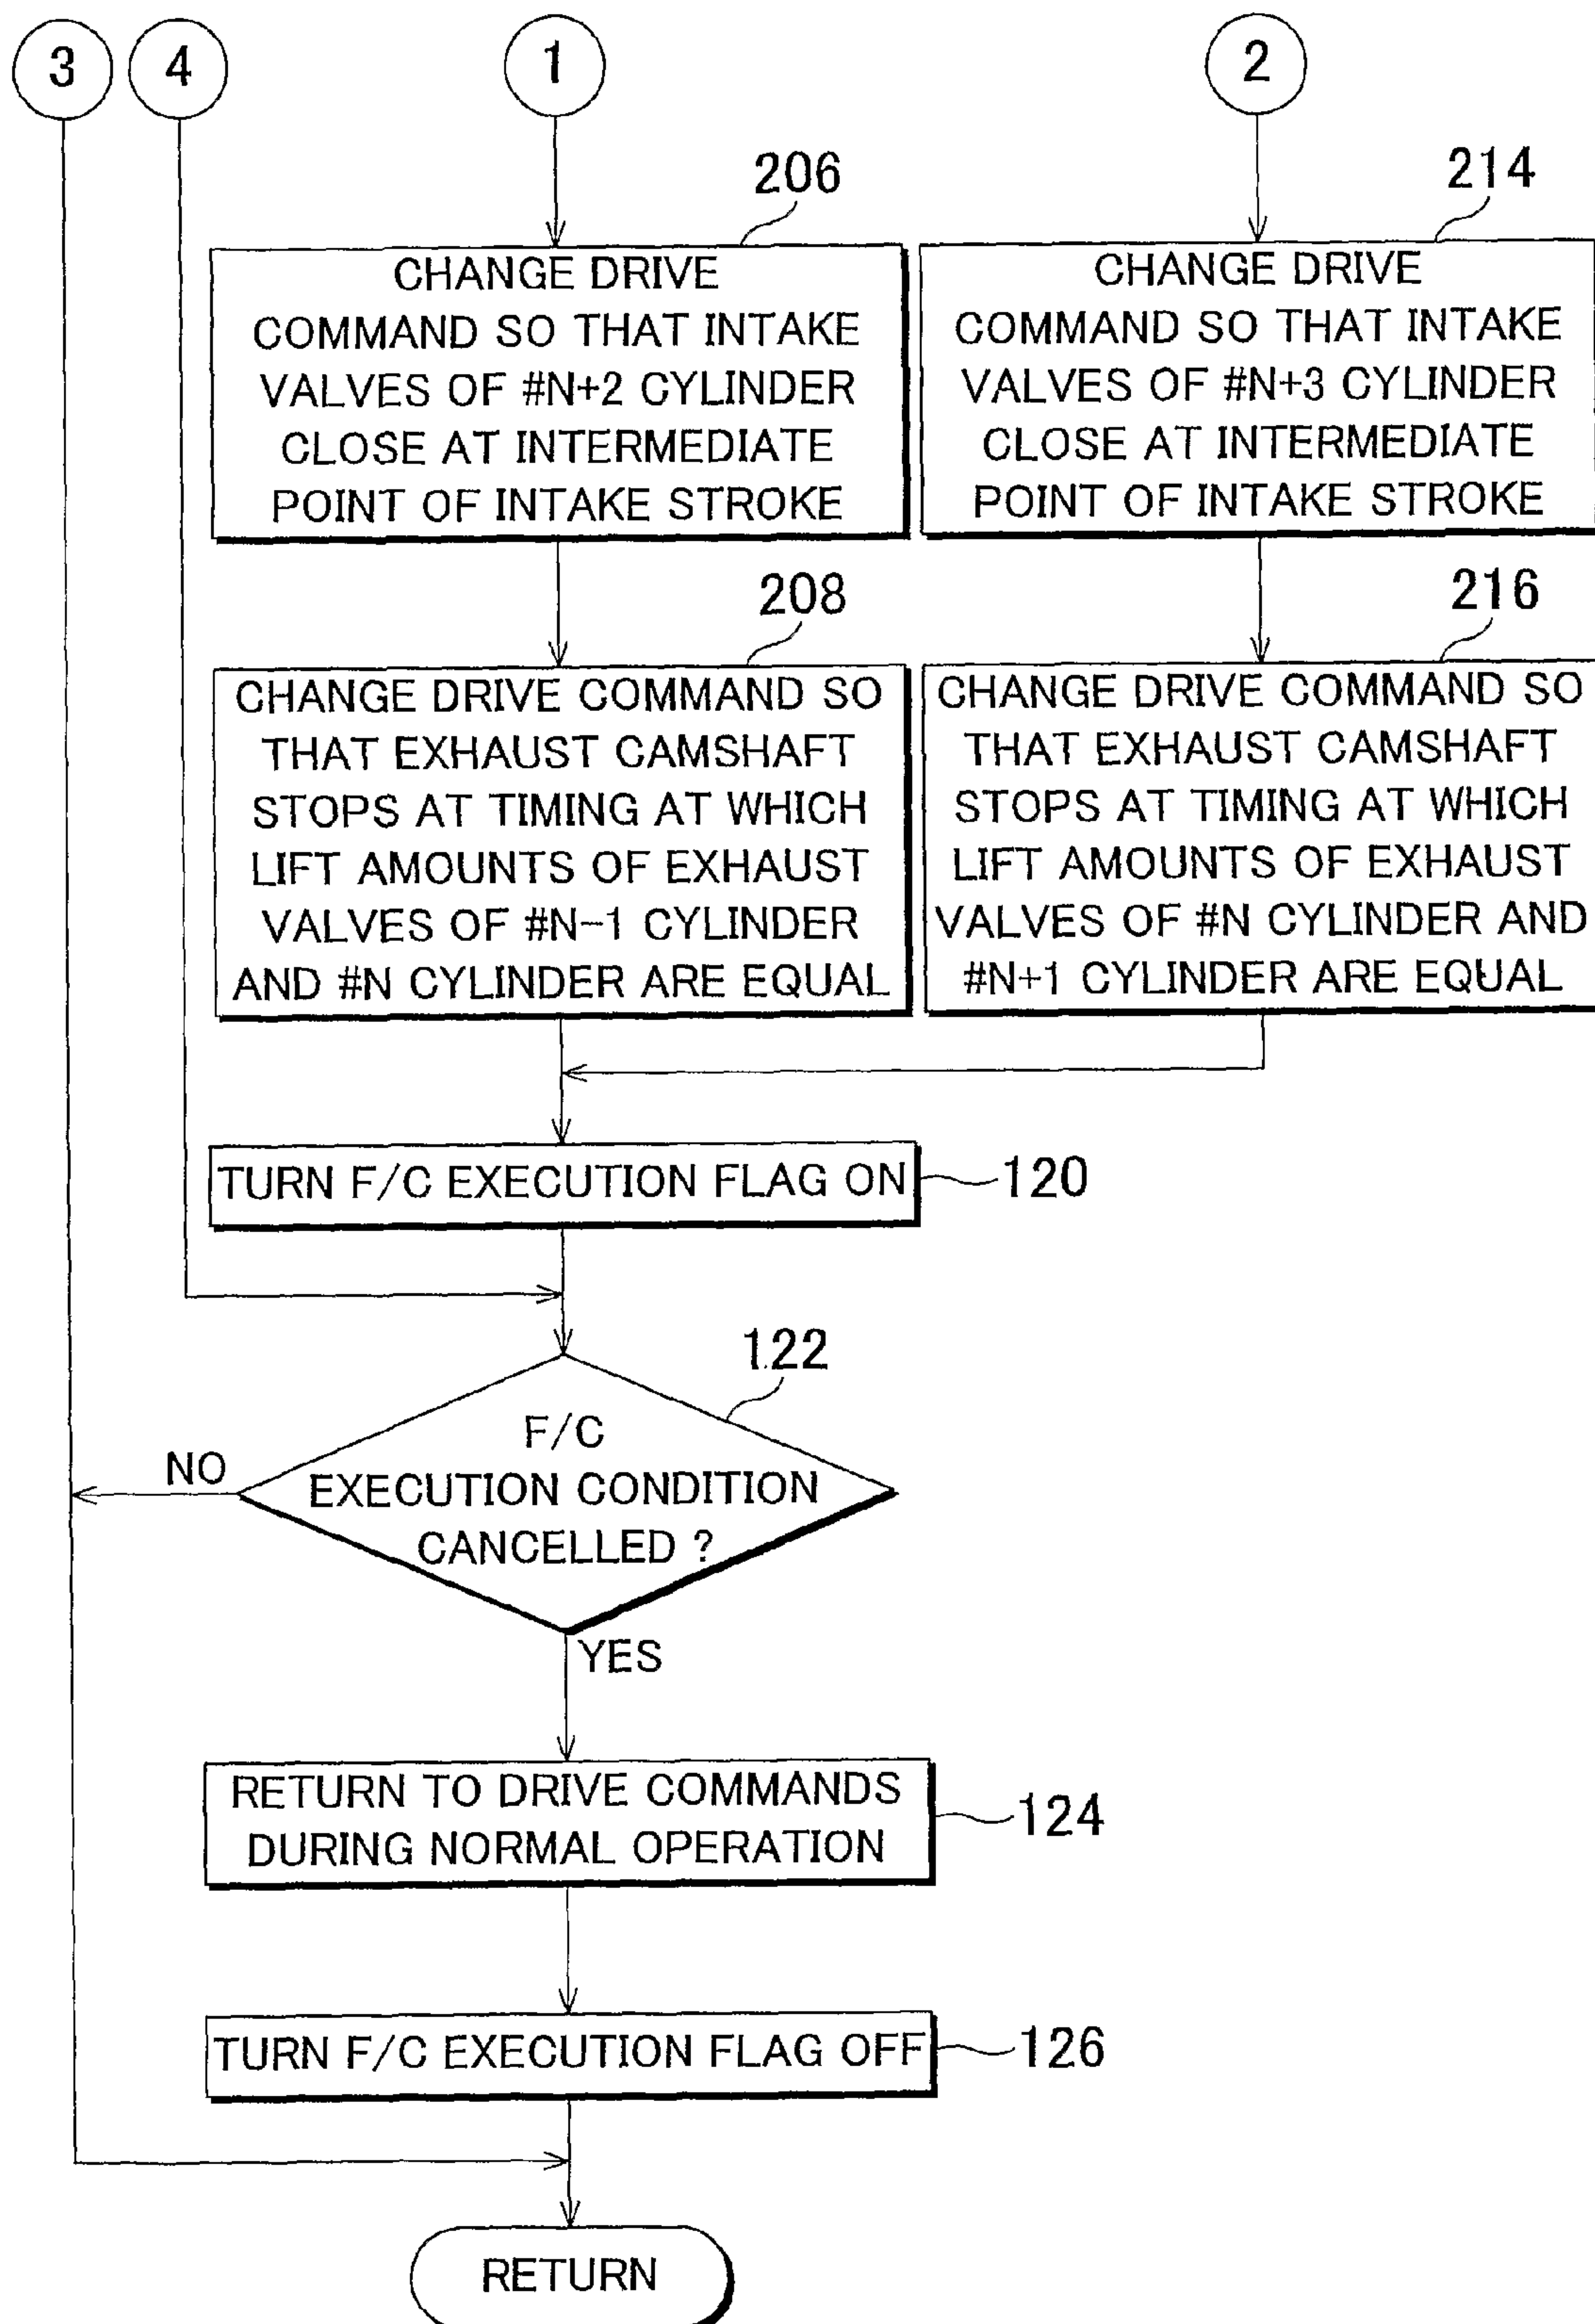 3
4
1
2
206
CHANGE DRIVE
COMMAND SO THAT INTAKE
VALVES OF #N+2 CYLINDER
CLOSE AT INTERMEDIATE
POINT OF INTAKE STROKE
214
CHANGE DRIVE
COMMAND SO THAT INTAKE
VALVES OF #N+3 CYLINDER
CLOSE AT INTERMEDIATE
POINT OF INTAKE STROKE
208
CHANGE DRIVE COMMAND SO
THAT EXHAUST CAMSHAFT
STOPS AT TIMING AT WHICH
LIFT AMOUNTS OF EXHAUST
VALVES OF #N-1 CYLINDER
AND #N CYLINDER ARE EQUAL
216
CHANGE DRIVE COMMAND SO
THAT EXHAUST CAMSHAFT
STOPS AT TIMING AT WHICH
LIFT AMOUNTS OF EXHAUST
VALVES OF #N CYLINDER AND
#N+1 CYLINDER ARE EQUAL
TURN F/C EXECUTION FLAG ON
120
122
F/C
EXECUTION CONDITION
CANCELLED ?
NO
YES
RETURN TO DRIVE COMMANDS
DURING NORMAL OPERATION
124
TURN F/C EXECUTION FLAG OFF
126
RETURN